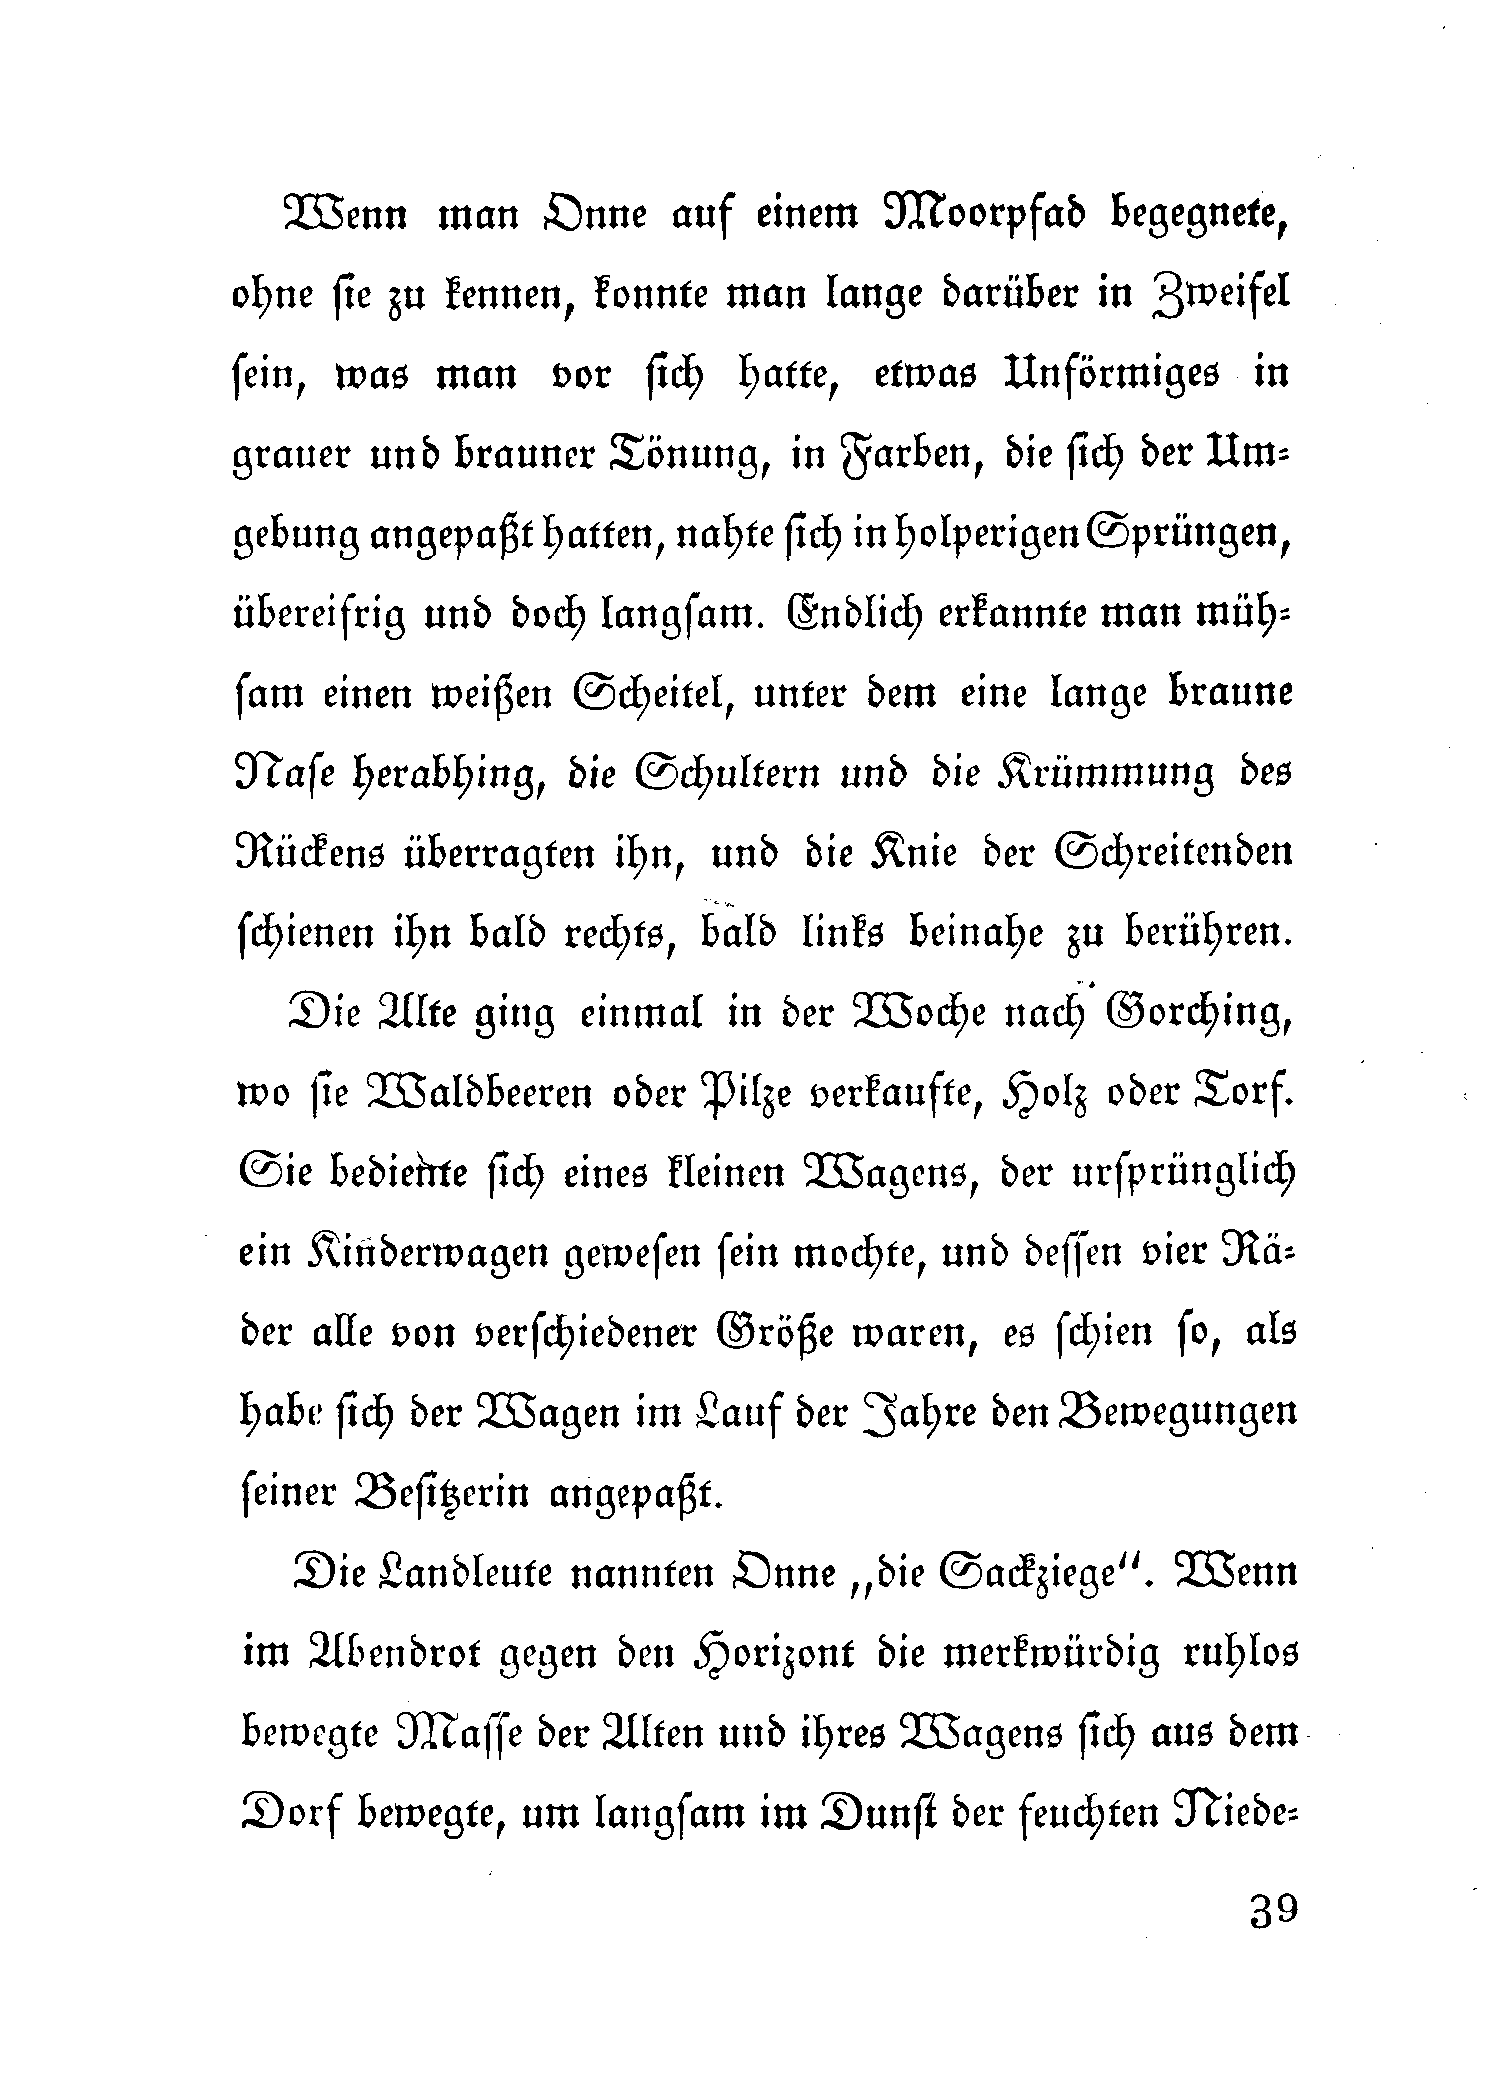 Wenn man Onne auf einem Moorpfad begegnete,
ohne ſie zu kennen, konnte man lange darüber in Zweifel
ſein, was man vor ſich hatte, etwas Unförmiges in
grauer und brauner Tönung, in Farben, die ſich der Um⸗
gebung angepaßt hatten, nahte ſich in holperigen Sprüngen,
übereifrig und doch langſam. Endlich erkannte man müh⸗
ſam einen weißen Scheitel, unter dem eine lange braune
Naſe herabhing, die Schultern und die Krümmung des
Rückens überragten ihn, und die Knie der Schreitenden
ſchienen ihn bald rechts, bald links beinahe zu berühren.
Die Alte ging einmal in der Woche nach Gorching,
wo ſie Waldbeeren oder Pilze verkaufte, Holz oder Torf.
Sie bediente ſich eines kleinen Wagens, der urſprünglich
ein Kinderwagen geweſen ſein mochte, und deſſen vier Rä⸗
der alle von verſchiedener Größe waren, es ſchien ſo, als
habe ſich der Wagen im Lauf der Jahre den Bewegungen
ſeiner Beſitzerin angepaßt.
Die Landleute nannten Onne „die Sackziege“. Wenn
im Abendrot gegen den Horizont die merkwürdig ruhlos
bewegte Maſſe der Alten und ihres Wagens ſich aus dem
Dorf bewegte, um langſam im Dunſt der feuchten Niede⸗
39